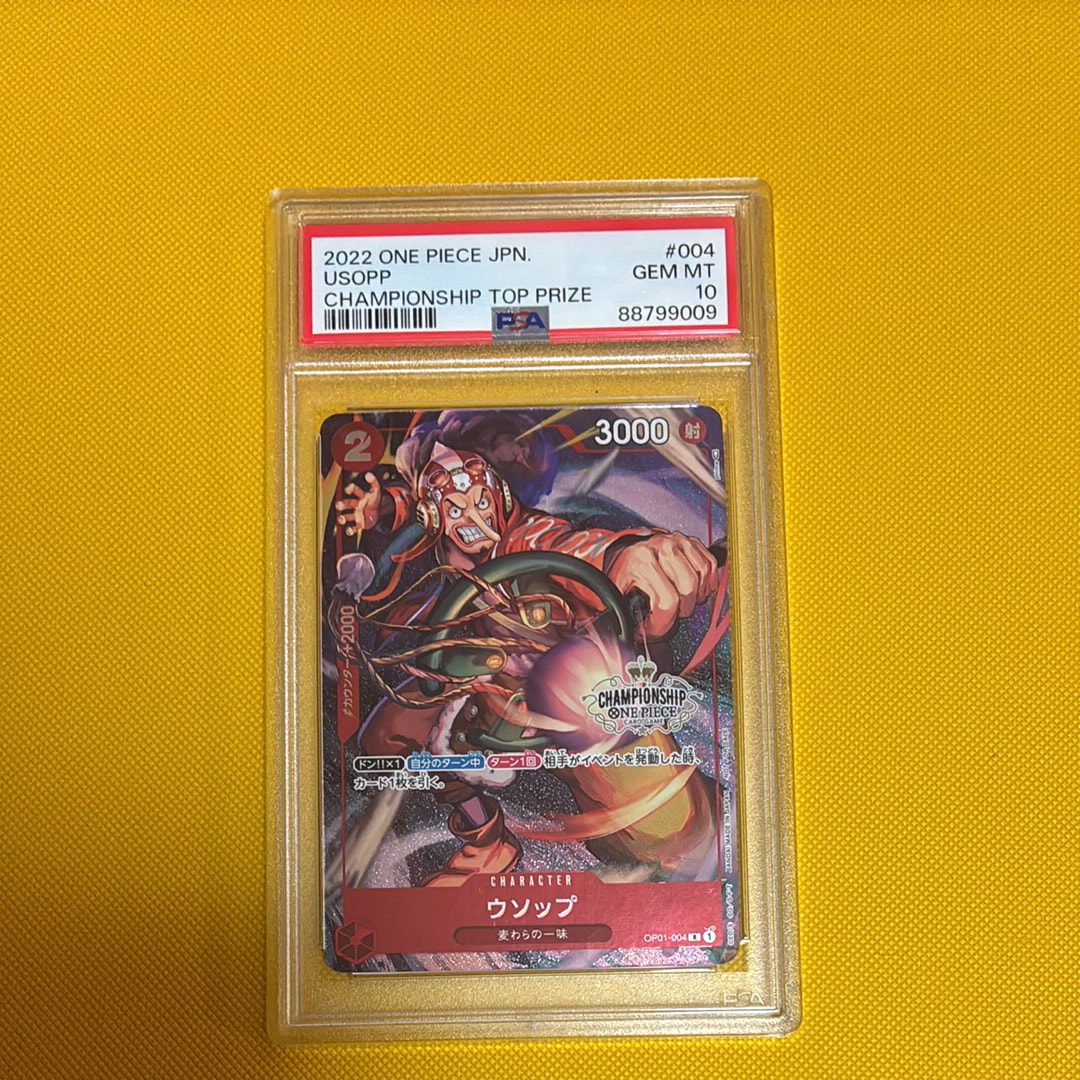 2022 ONE PIECE JPN.
#004
USOPP
GEM MT
CHAMPIONSHIP TOP PRIZE
10
88799009
PSA
2
3000
射
カウンター+2000
CHAMPIONSHIP
ONE PIECE
CARD GAME
ドン!!×1 自分のターン中 ターン1回 相手がイベントを発動した時、
カード1枚を引く。
CHARACTER
ウソップ
麦わらの一味
OP01-004 R 1
PSA